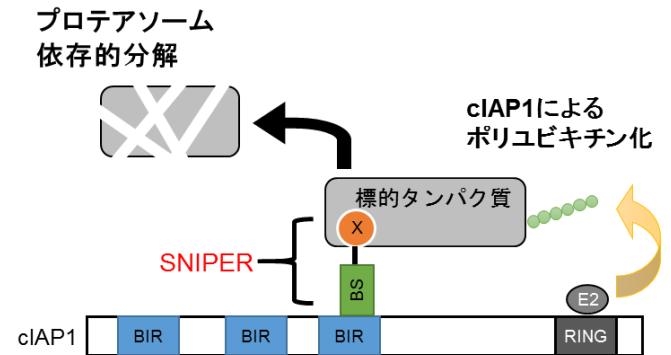 プロテアソーム
依存的分解
cIAP1による
ポリユビキチン化
標的タンパク質
X
SNIPER
BS
E2
cIAP1
BIR
BIR
BIR
RING